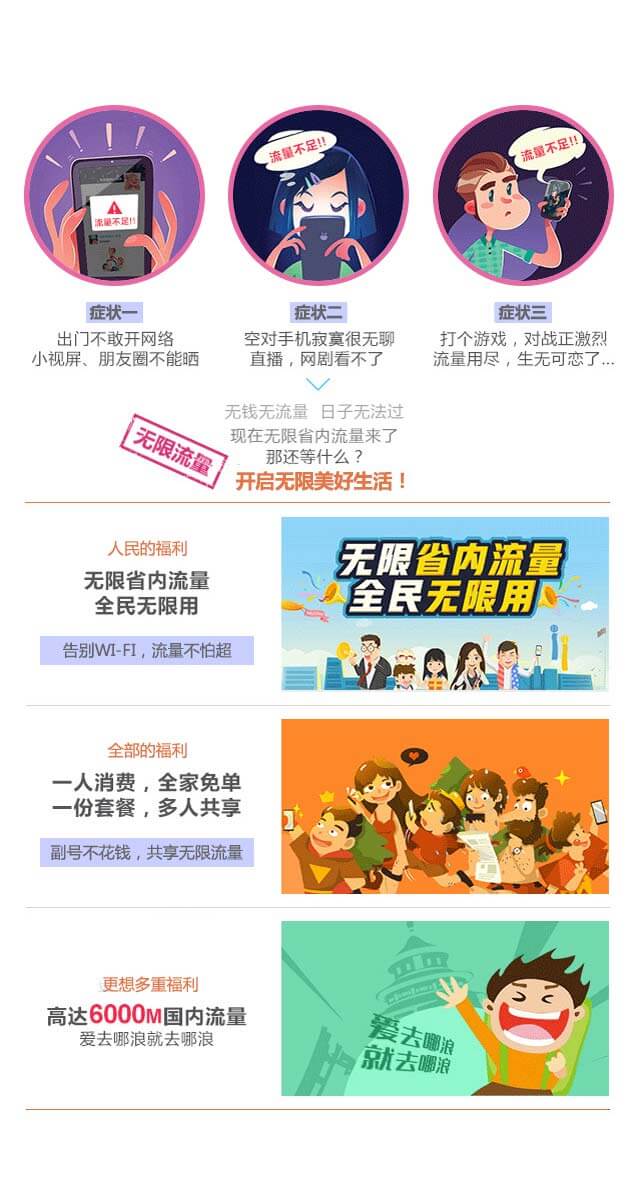 流量不足!!
流量不足!!
流量不足!!
症状一
出门不敢开网络
小视屏、朋友圈不能晒
症状二
空对手机寂寞很无聊
直播，网剧看不了
症状三
打个游戏，对战正激烈
流量用尽，生无可恋了...
无钱无流量 日子无法过
现在无限省内流量来了
那还等什么？
无限流量
开启无限美好生活！
人民的福利
无限省内流量
全民无限用
告别WI-FI，流量不怕超
无限省内流量
全民无限用
全部的福利
一人消费，全家免单
一份套餐，多人共享
副号不花钱，共享无限流量
更想多重福利
高达6000M国内流量
爱去哪浪就去哪浪
爱去哪浪
就去哪浪